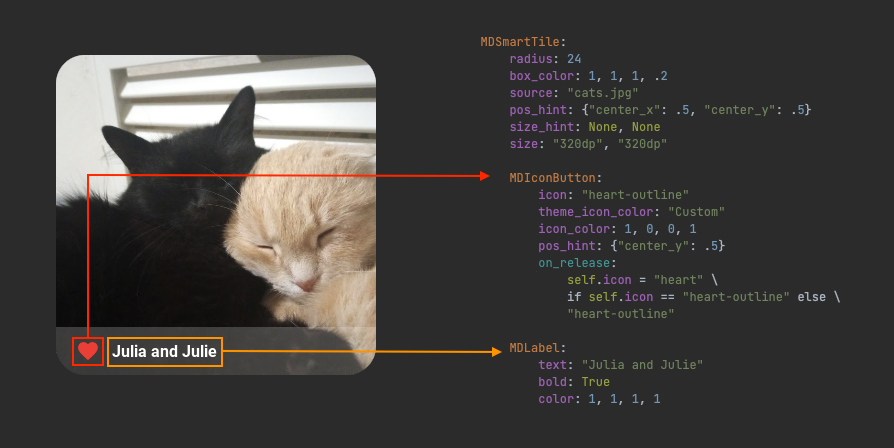 Julia and Julie
MDSmartTile:
    radius: 24
    box_color: 1, 1, 1, .2
    source: "cats.jpg"
    pos_hint: {"center_x": .5, "center_y": .5}
    size_hint: None, None
    size: "320dp", "320dp"
    MDIconButton:
        icon: "heart-outline"
        theme_icon_color: "Custom"
        icon_color: 1, 0, 0, 1
        pos_hint: {"center_y": .5}
        on_release:
            self.icon = "heart" \
            if self.icon == "heart-outline" else \
            "heart-outline"
    MDLabel:
        text: "Julia and Julie"
        bold: True
        color: 1, 1, 1, 1